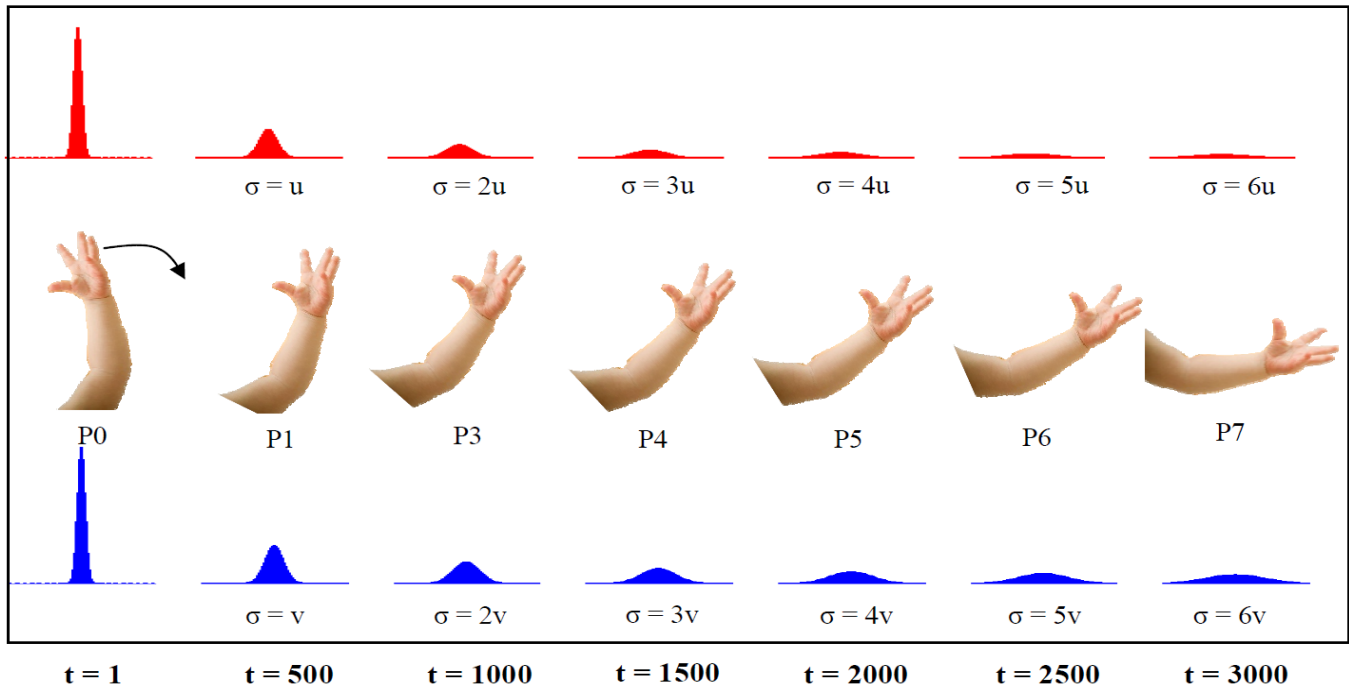 σ = u σ = 2u σ = 3u σ = 4u σ = 5u σ = 6u
P0 P1 P3 P4 P5 P6 P7
σ = v σ = 2v σ = 3v σ = 4v σ = 5v σ = 6v
t = 1 t = 500 t = 1000 t = 1500 t = 2000 t = 2500 t = 3000